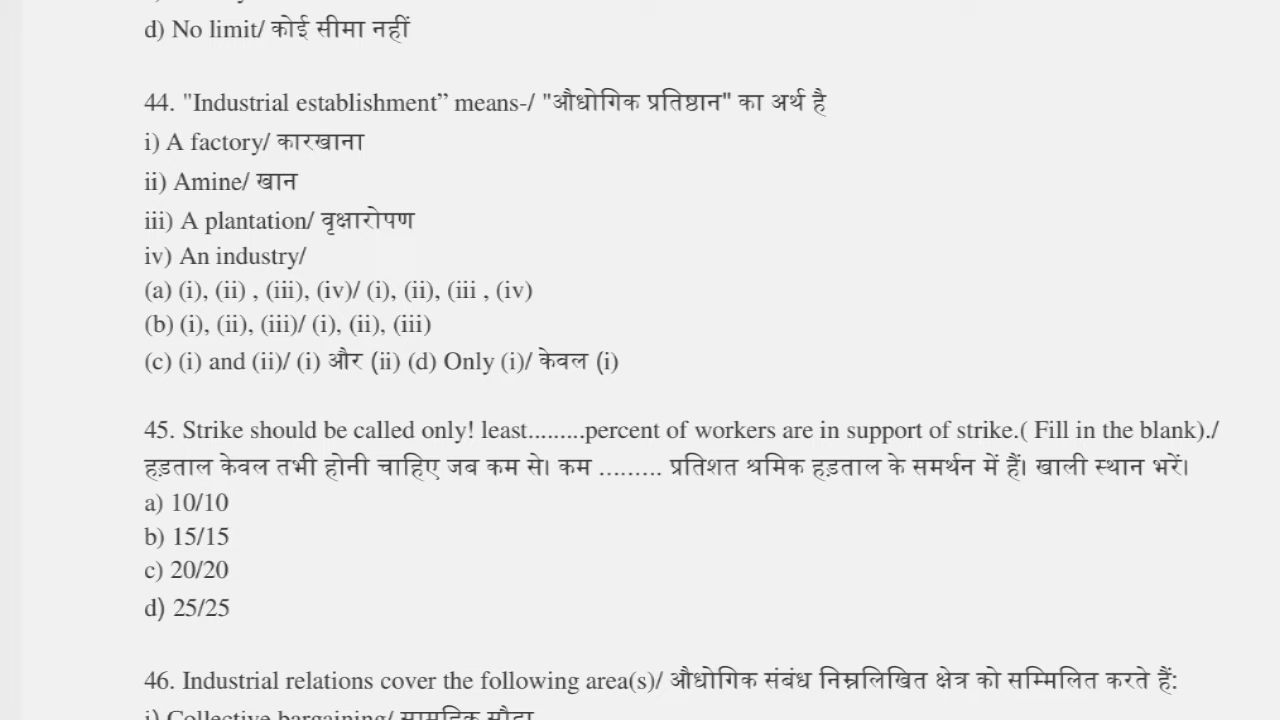 d) No limit/ कोई सीमा नहीं
44. "Industrial establishment” means-/ "औधोगिक प्रतिष्ठान" का अर्थ है
i) A factory/ कारखाना
ii) Amine/ खान
iii) A plantation/ वृक्षारोपण
iv) An industry/
(a) (i), (ii) , (iii), (iv)/ (i), (ii), (iii , (iv)
(b) (i), (ii), (iii)/ (i), (ii), (iii)
(c) (i) and (ii)/ (i) और (ii) (d) Only (i)/ केवल (i)
45. Strike should be called only! least.........percent of workers are in support of strike.( Fill in the blank)./
हड़ताल केवल तभी होनी चाहिए जब कम से। कम ......... प्रतिशत श्रमिक हड़ताल के समर्थन में हैं। खाली स्थान भरें।
a) 10/10
b) 15/15
c) 20/20
d) 25/25
46. Industrial relations cover the following area(s)/ औधोगिक संबंध निम्नलिखित क्षेत्र को सम्मिलित करते हैं:
i) Collective bargaining/ सामूहिक सौदा